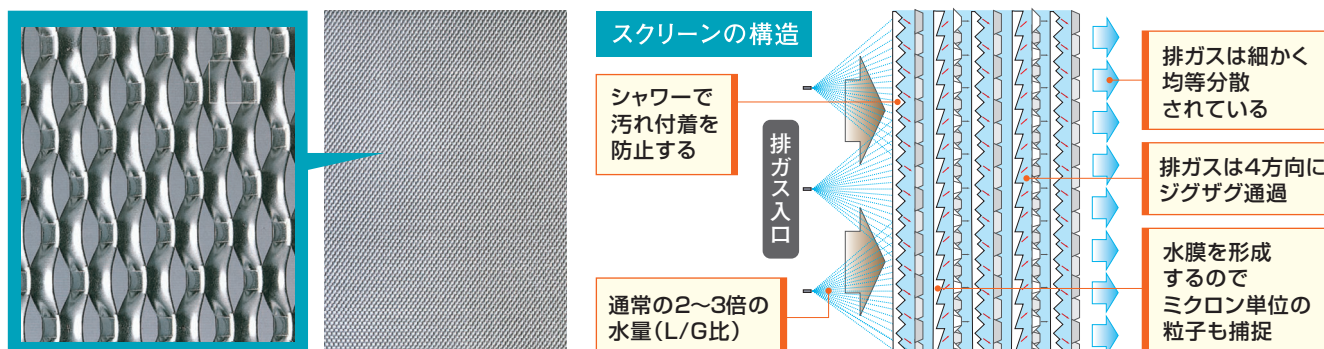 スクリーンの構造
シャワーで
汚れ付着を
防止する
排ガス入口
通常の2〜3倍の
水量(L/G比)
排ガスは細かく
均等分散
されている
排ガスは4方向に
ジグザグ通過
水膜を形成
するので
ミクロン単位の
粒子も捕捉